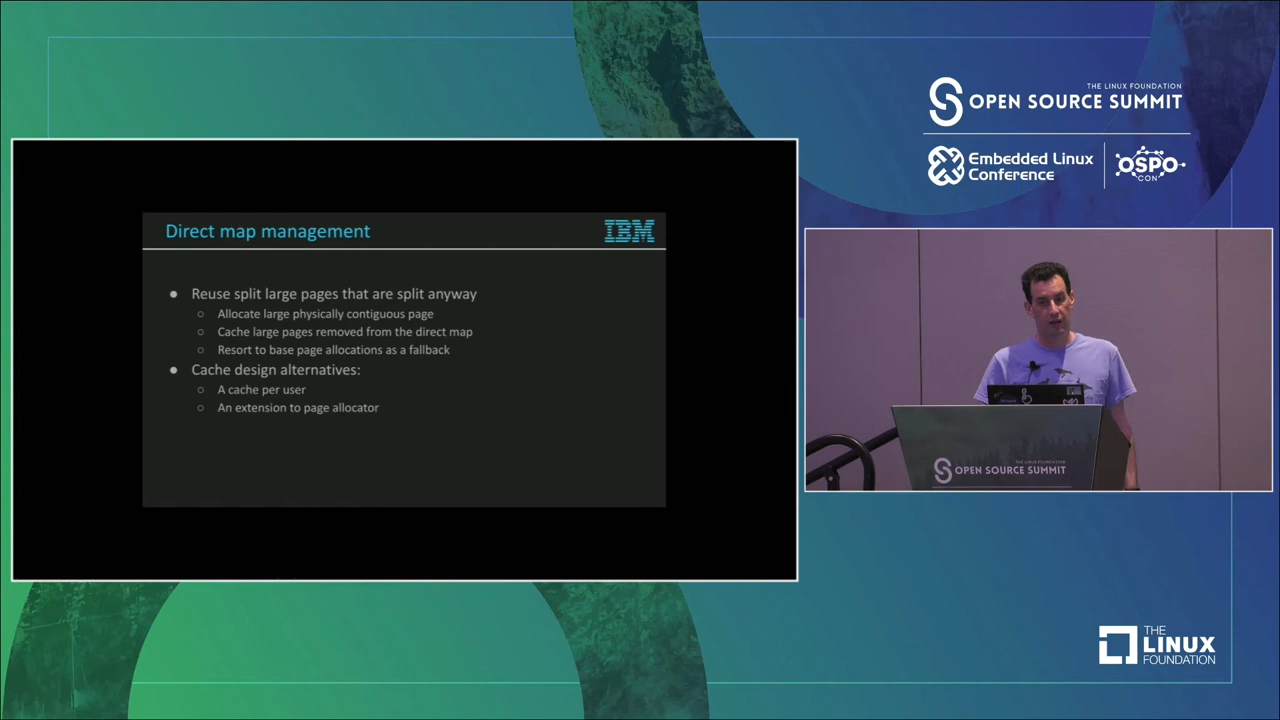 THE LINUX FOUNDATION
OPEN SOURCE SUMMIT
Embedded Linux
Conference
OSPO
CON
Direct map management
IBM
● Reuse split large pages that are split anyway
○ Allocate large physically contiguous page
○ Cache large pages removed from the direct map
○ Resort to base page allocations as a fallback
● Cache design alternatives:
○ A cache per user
○ An extension to page allocator
THE LINUX FOUNDATION
OPEN SOURCE SUMMIT
THE
LINUX
FOUNDATION